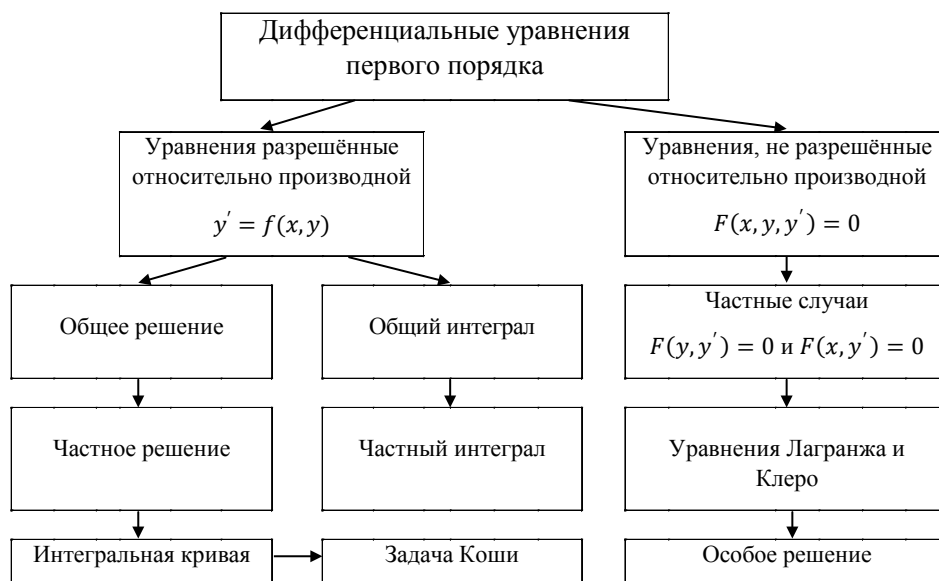 Дифференциальные уравнения
первого порядка
Уравнения разрешённые
относительно производной
y′ = f(x, y)
Уравнения, не разрешённые
относительно производной
F(x, y, y′) = 0
Общее решение
Общий интеграл
Частные случаи
F(y, y′) = 0 и F(x, y′) = 0
Частное решение
Частный интеграл
Уравнения Лагранжа и
Клеро
Интегральная кривая
Задача Коши
Особое решение